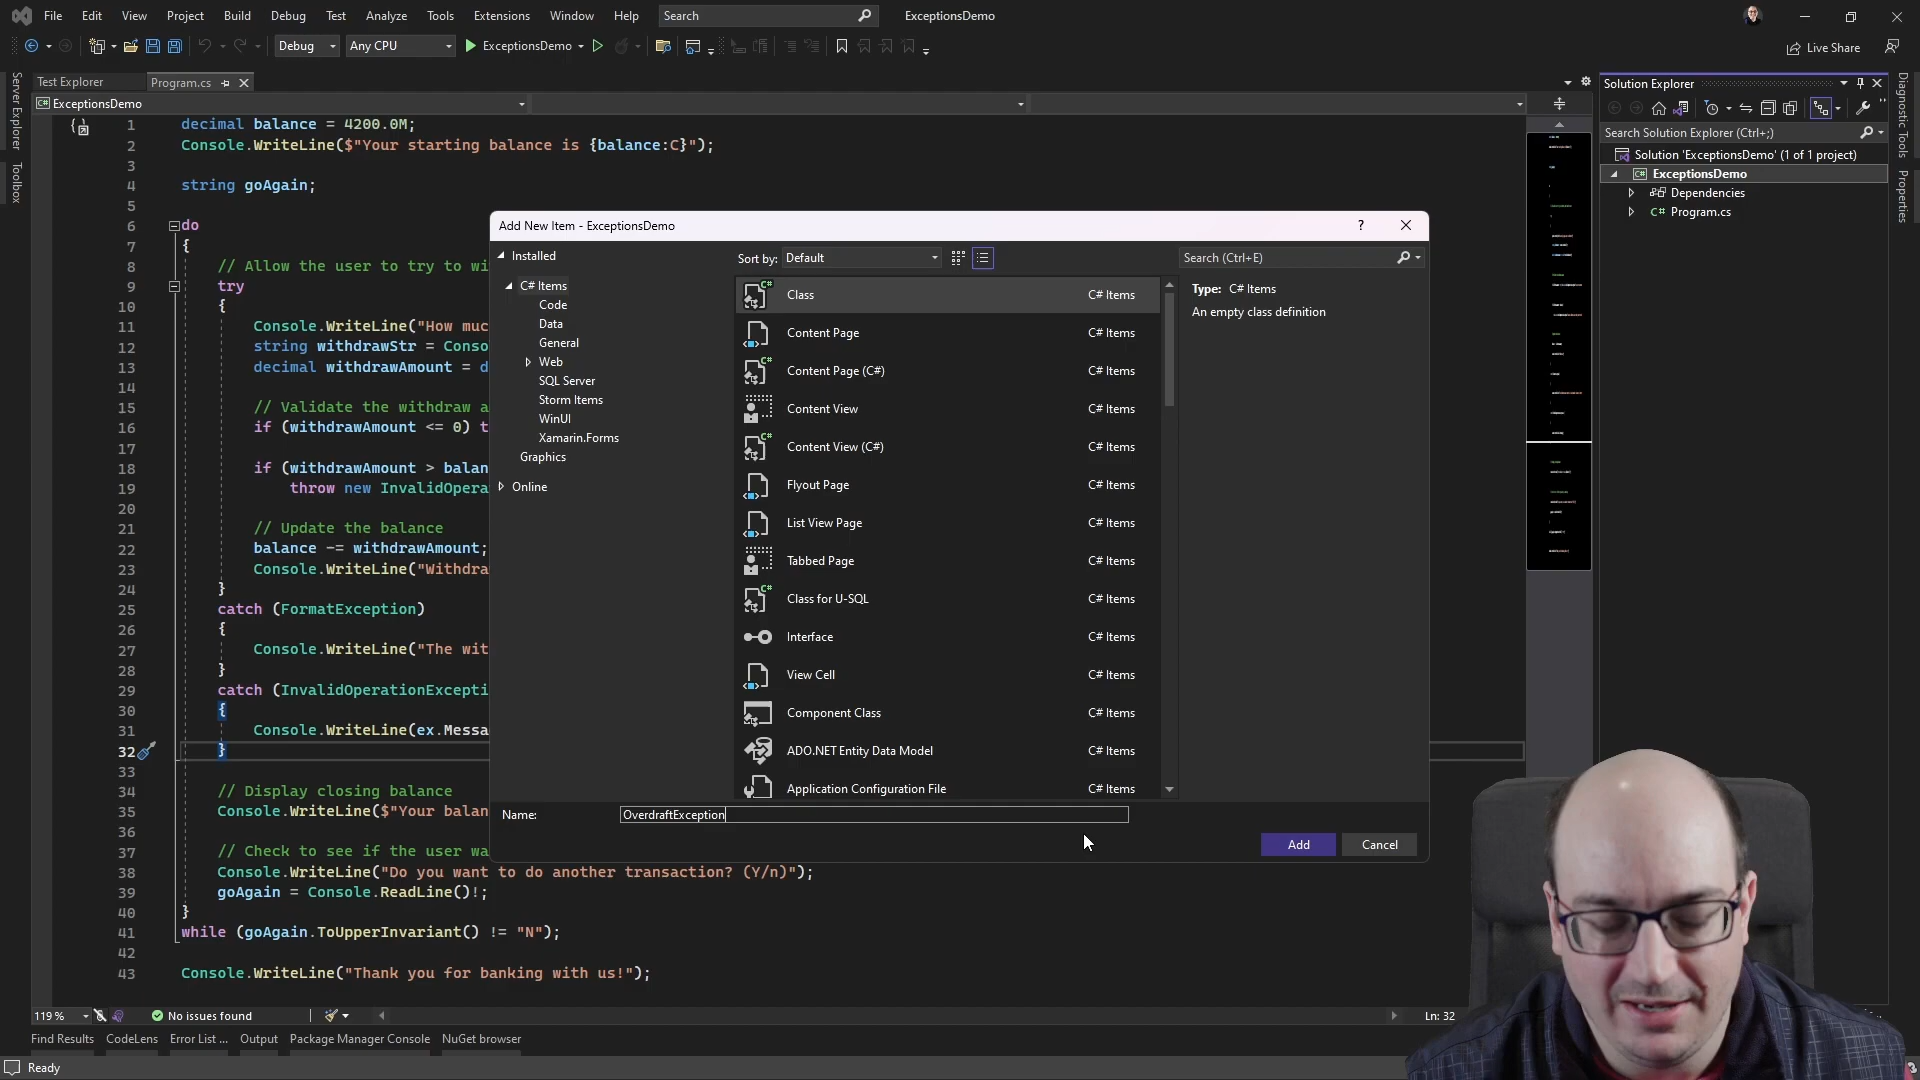 File Edit View Project Build Debug Test Analyze Tools Extensions Window Help Search ExceptionsDemo
Debug Any CPU ExceptionsDemo Live Share
Server Explorer
Toolbox
Test Explorer Program.cs
ExceptionsDemo
1 decimal balance = 4200.0M;
2 Console.WriteLine($"Your starting balance is {balance:C}");
3
4 string goAgain;
5
6 do
7 {
8 // Allow the user to try to wi
9 try
10 {
11 Console.WriteLine("How muc
12 string withdrawStr = Conso
13 decimal withdrawAmount = d
14
15 // Validate the withdraw a
16 if (withdrawAmount <= 0) t
17
18 if (withdrawAmount > balan
19 throw new InvalidOpera
20
21 // Update the balance
22 balance -= withdrawAmount;
23 Console.WriteLine("Withdra
24 }
25 catch (FormatException)
26 {
27 Console.WriteLine("The wit
28 }
29 catch (InvalidOperationExcepti
30 {
31 Console.WriteLine(ex.Messa
32 }
33
34 // Display closing balance
35 Console.WriteLine($"Your balan
36
37 // Check to see if the user wa
38 Console.WriteLine("Do you want to do another transaction? (Y/n)");
39 goAgain = Console.ReadLine()!;
40 }
41 while (goAgain.ToUpperInvariant() != "N");
42
43 Console.WriteLine("Thank you for banking with us!");
Add New Item - ExceptionsDemo ?
Installed
C# Items
Code
Data
General
Web
SQL Server
Storm Items
WinUI
Xamarin.Forms
Graphics
Online
Sort by: Default
Search (Ctrl+E)
Class C# Items
Content Page C# Items
Content Page (C#) C# Items
Content View C# Items
Content View (C#) C# Items
Flyout Page C# Items
List View Page C# Items
Tabbed Page C# Items
Class for U-SQL C# Items
Interface C# Items
View Cell C# Items
Component Class C# Items
ADO.NET Entity Data Model C# Items
Application Configuration File C# Items
Type: C# Items
An empty class definition
Name: OverdraftException
Add Cancel
Solution Explorer
Search Solution Explorer (Ctrl+;)
Solution 'ExceptionsDemo' (1 of 1 project)
C# ExceptionsDemo
Dependencies
C# Program.cs
Diagnostic Tools
Properties
119 % No issues found Ln: 32
Find Results CodeLens Error List ... Output Package Manager Console NuGet browser
Ready